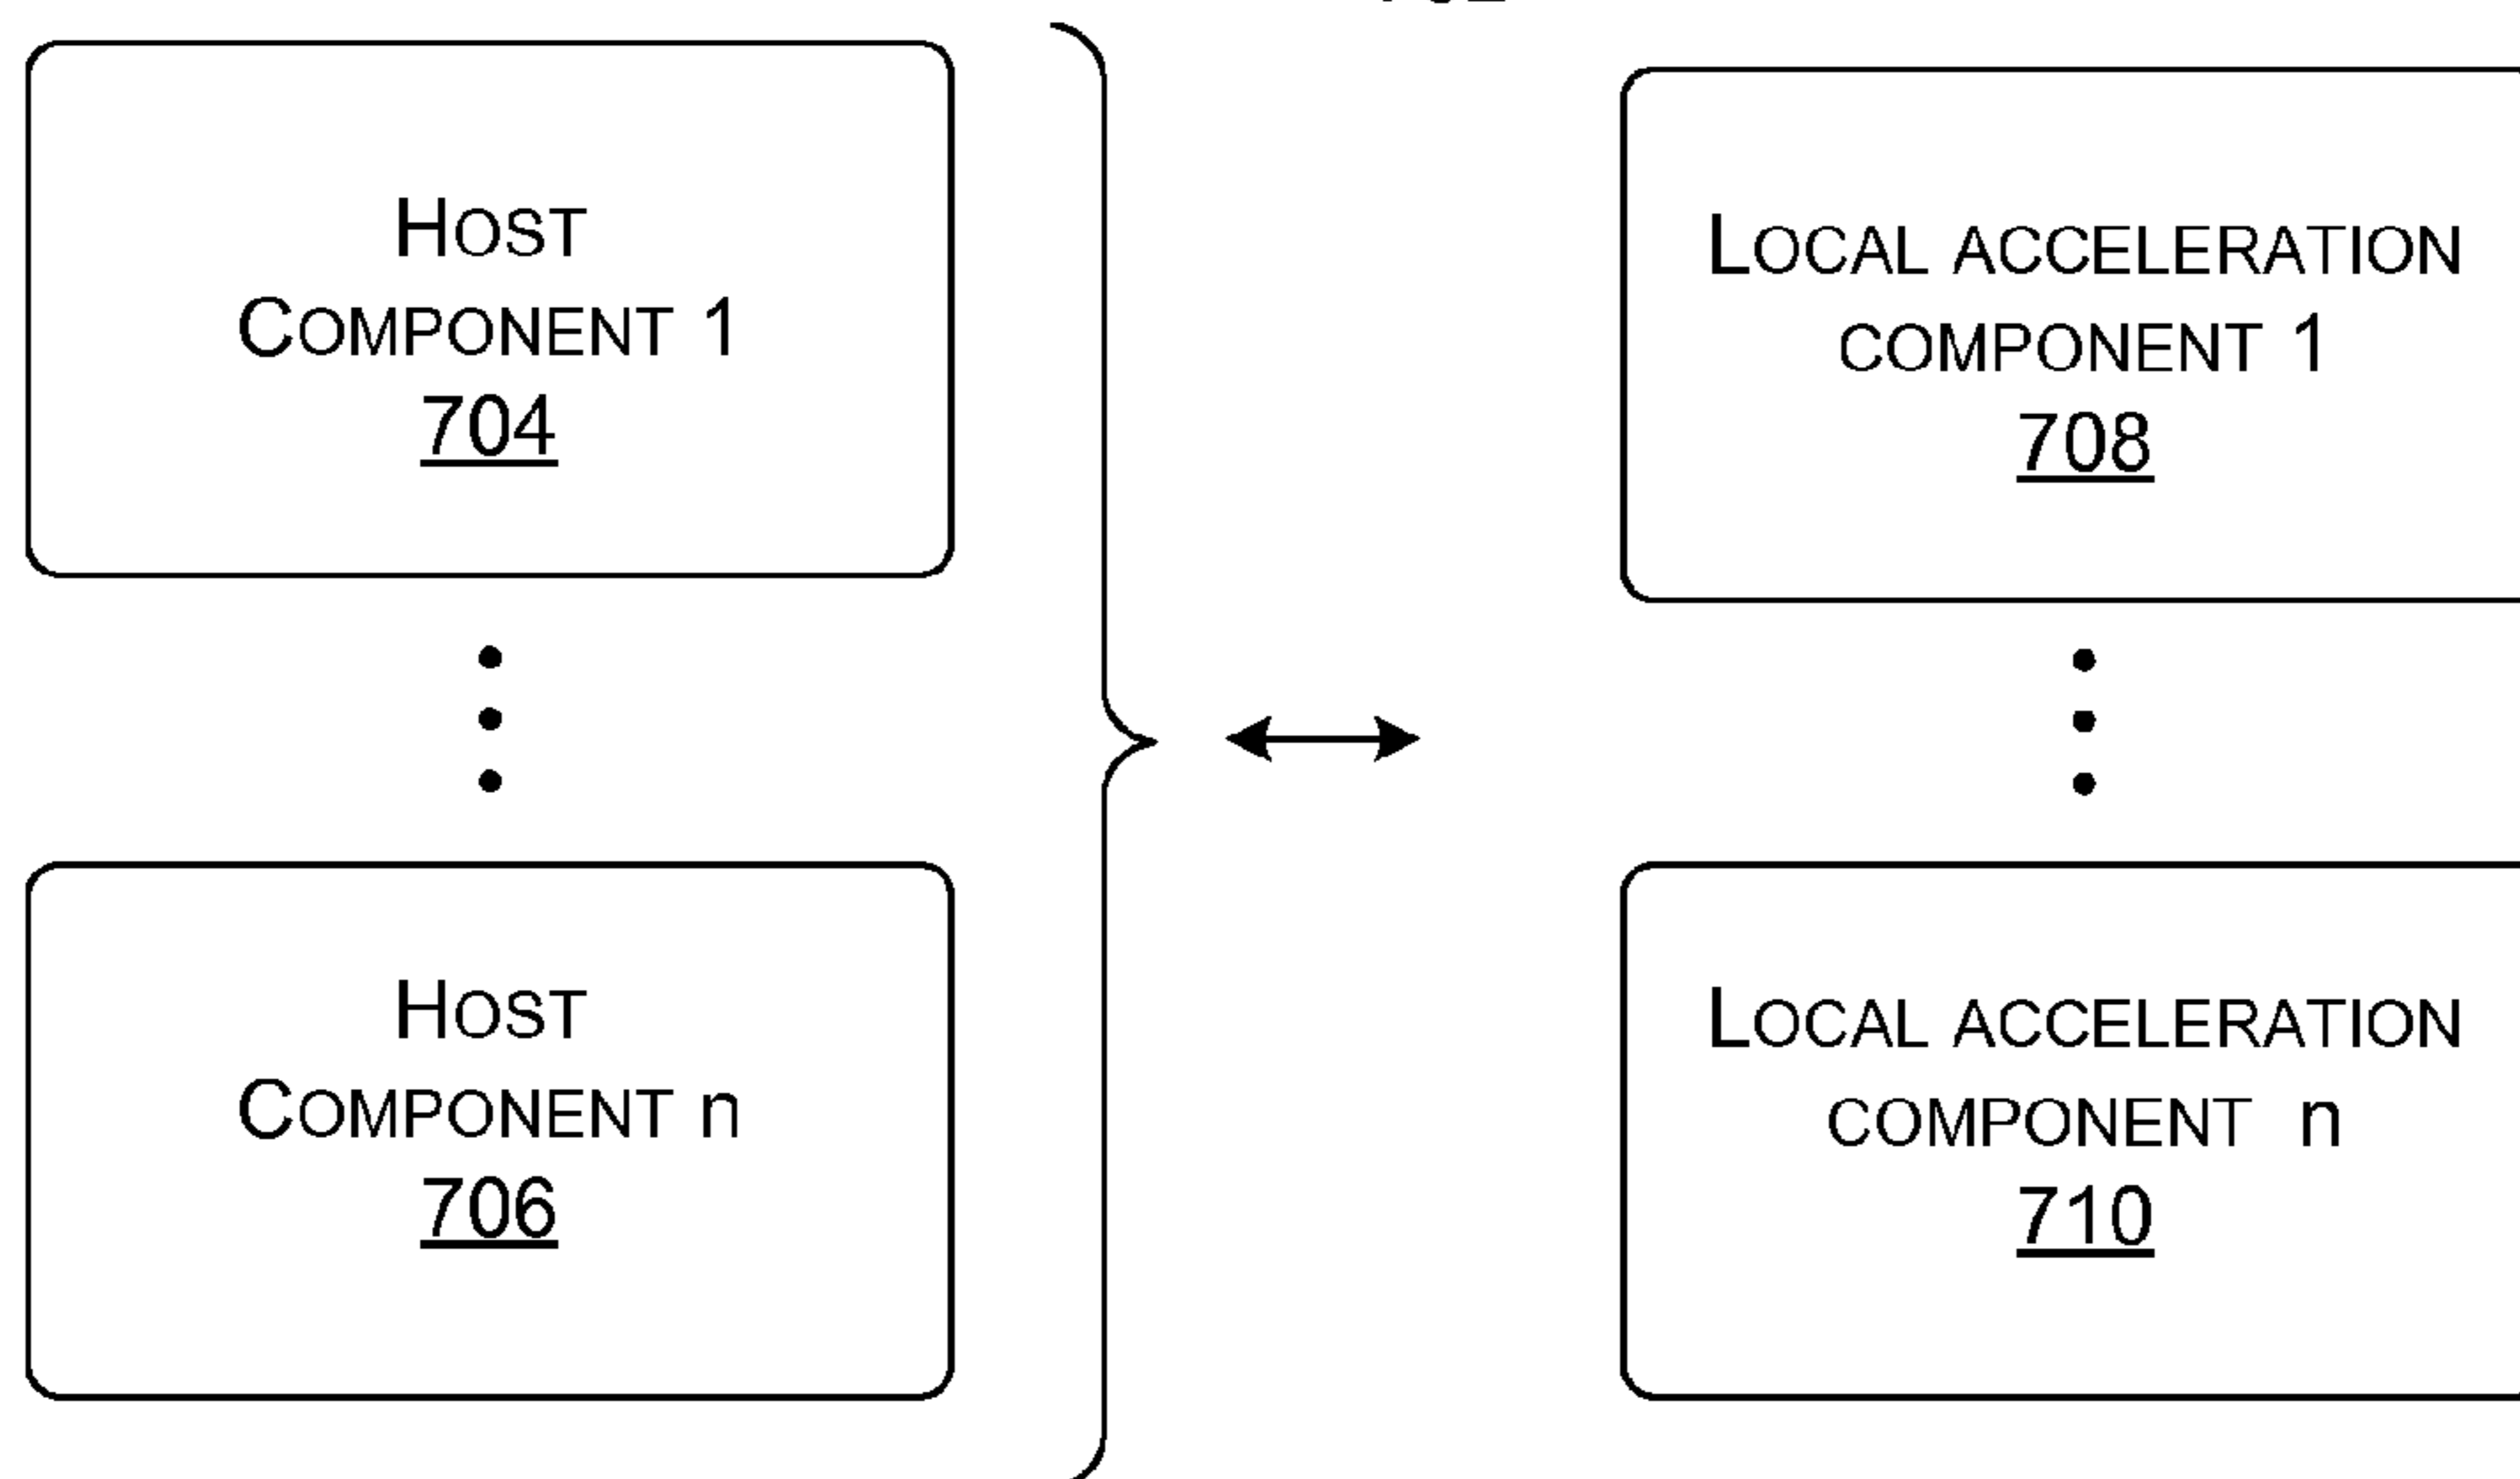 HOST
COMPONENT 1
704
LOCAL ACCELERATION
COMPONENT 1
708
HOST
COMPONENT n
706
LOCAL ACCELERATION
COMPONENT n
710